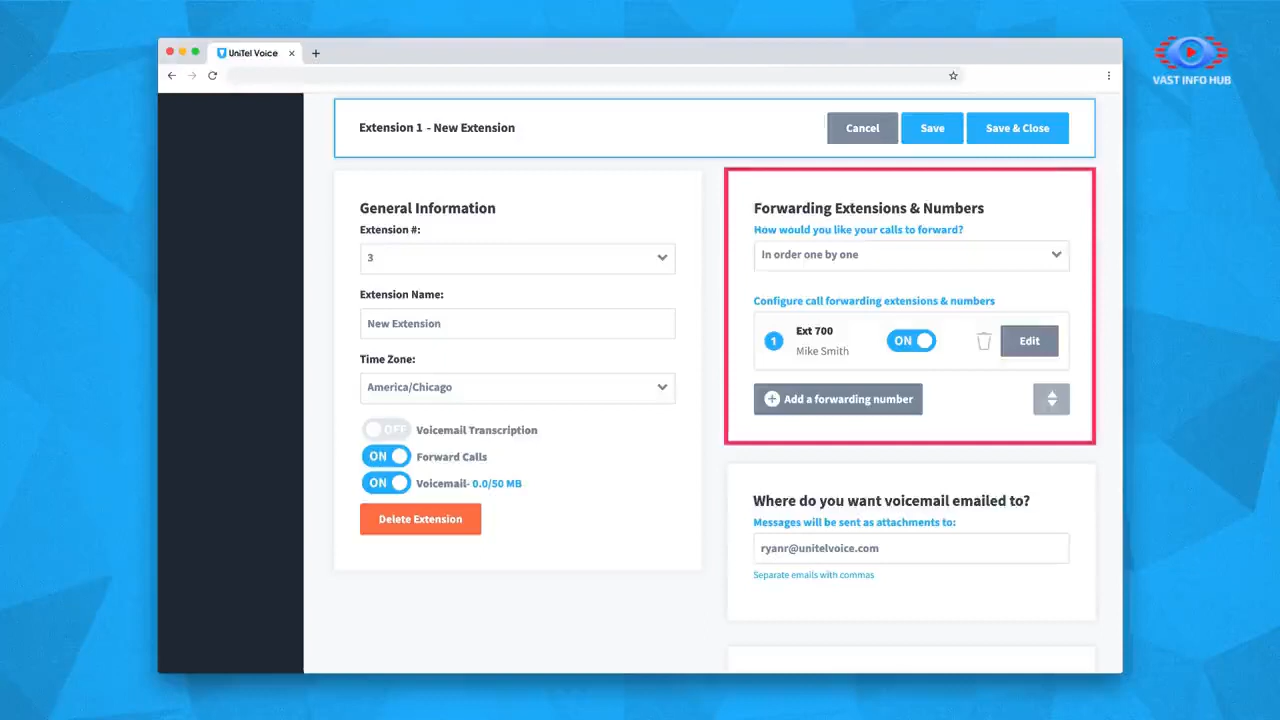 UniTel Voice
VAST INFO HUB
Extension 1 - New Extension
Cancel
Save
Save & Close
General Information
Extension #:
3
Extension Name:
New Extension
Time Zone:
America/Chicago
OFF Voicemail Transcription
ON Forward Calls
ON Voicemail- 0.0/50 MB
Delete Extension
Forwarding Extensions & Numbers
How would you like your calls to forward?
In order one by one
Configure call forwarding extensions & numbers
1
Ext 700
Mike Smith
ON
Edit
Add a forwarding number
Where do you want voicemail emailed to?
Messages will be sent as attachments to:
ryanr@unitelvoice.com
Separate emails with commas